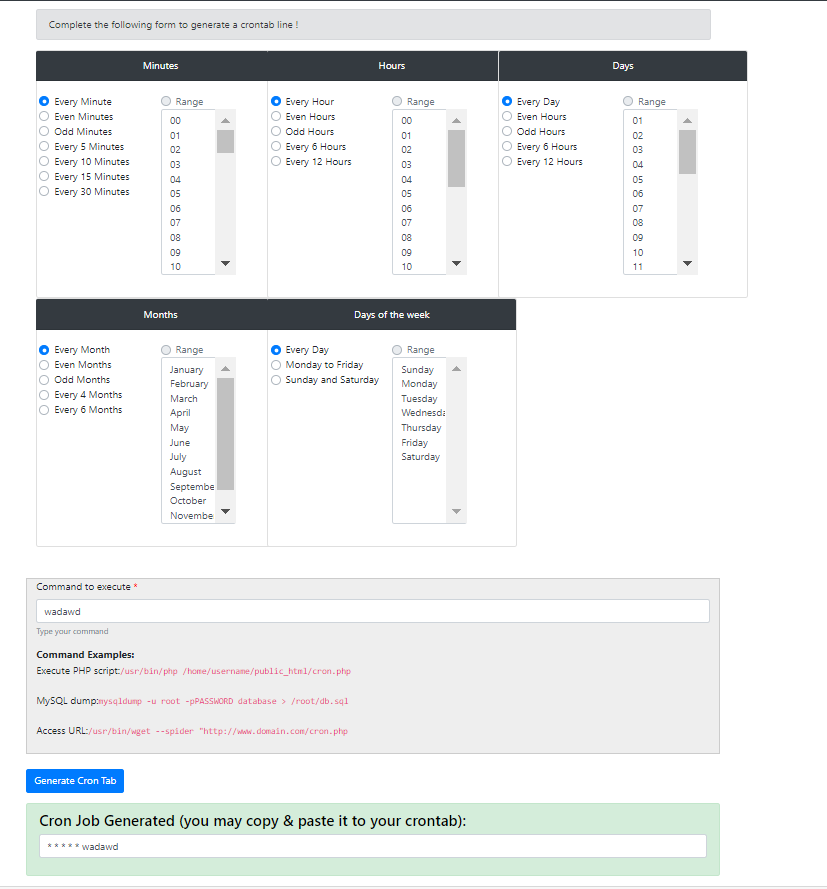 Complete the following form to generate a crontab line !
Minutes
Every Minute
Even Minutes
Odd Minutes
Every 5 Minutes
Every 10 Minutes
Every 15 Minutes
Every 30 Minutes
Range
00
01
02
03
04
05
06
07
08
09
10
Hours
Every Hour
Even Hours
Odd Hours
Every 6 Hours
Every 12 Hours
Range
00
01
02
03
04
05
06
07
08
09
10
Days
Every Day
Even Hours
Odd Hours
Every 6 Hours
Every 12 Hours
Range
01
02
03
04
05
06
07
08
09
10
11
Months
Every Month
Even Months
Odd Months
Every 4 Months
Every 6 Months
Range
January
February
March
April
May
June
July
August
Septembe
October
Novembe
Days of the week
Every Day
Monday to Friday
Sunday and Saturday
Range
Sunday
Monday
Tuesday
Wednesda
Thursday
Friday
Saturday
Command to execute *
wadawd
Type your command
Command Examples:
Execute PHP script:/usr/bin/php /home/username/public_html/cron.php
MySQL dump:mysqldump -u root -pPASSWORD database > /root/db.sql
Access URL:/usr/bin/wget --spider "http://www.domain.com/cron.php
Generate Cron Tab
Cron Job Generated (you may copy & paste it to your crontab):
* * * * * wadawd